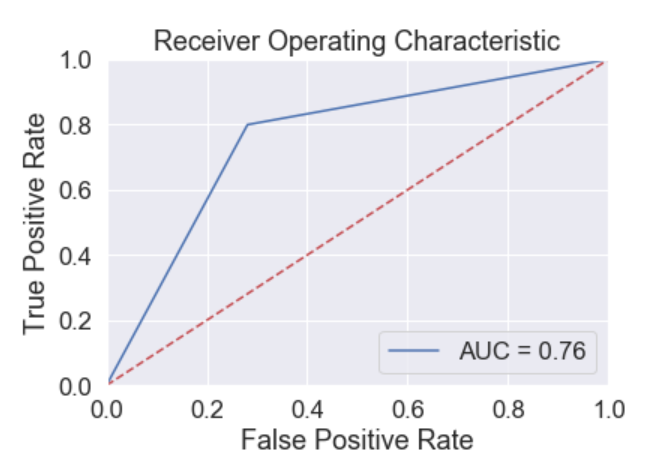 Receiver Operating Characteristic
1.0
0.8
0.6
0.4
0.2
0.0
True Positive Rate
AUC = 0.76
0.0 0.2 0.4 0.6 0.8 1.0
False Positive Rate